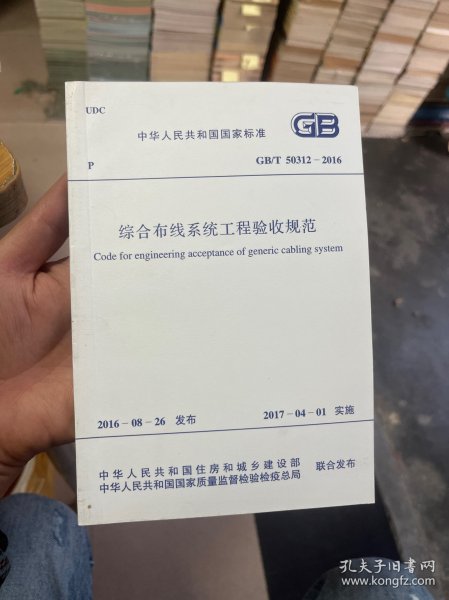 UDC
中华人民共和国国家标准
GB
P
GB/T 50312－2016
综合布线系统工程验收规范
Code for engineering acceptance of generic cabling system
2016－08－26 发布
2017－04－01 实施
中华人民共和国住房和城乡建设部
中华人民共和国国家质量监督检验检疫总局
联合发布
孔夫子旧书网
www.kongfz.com